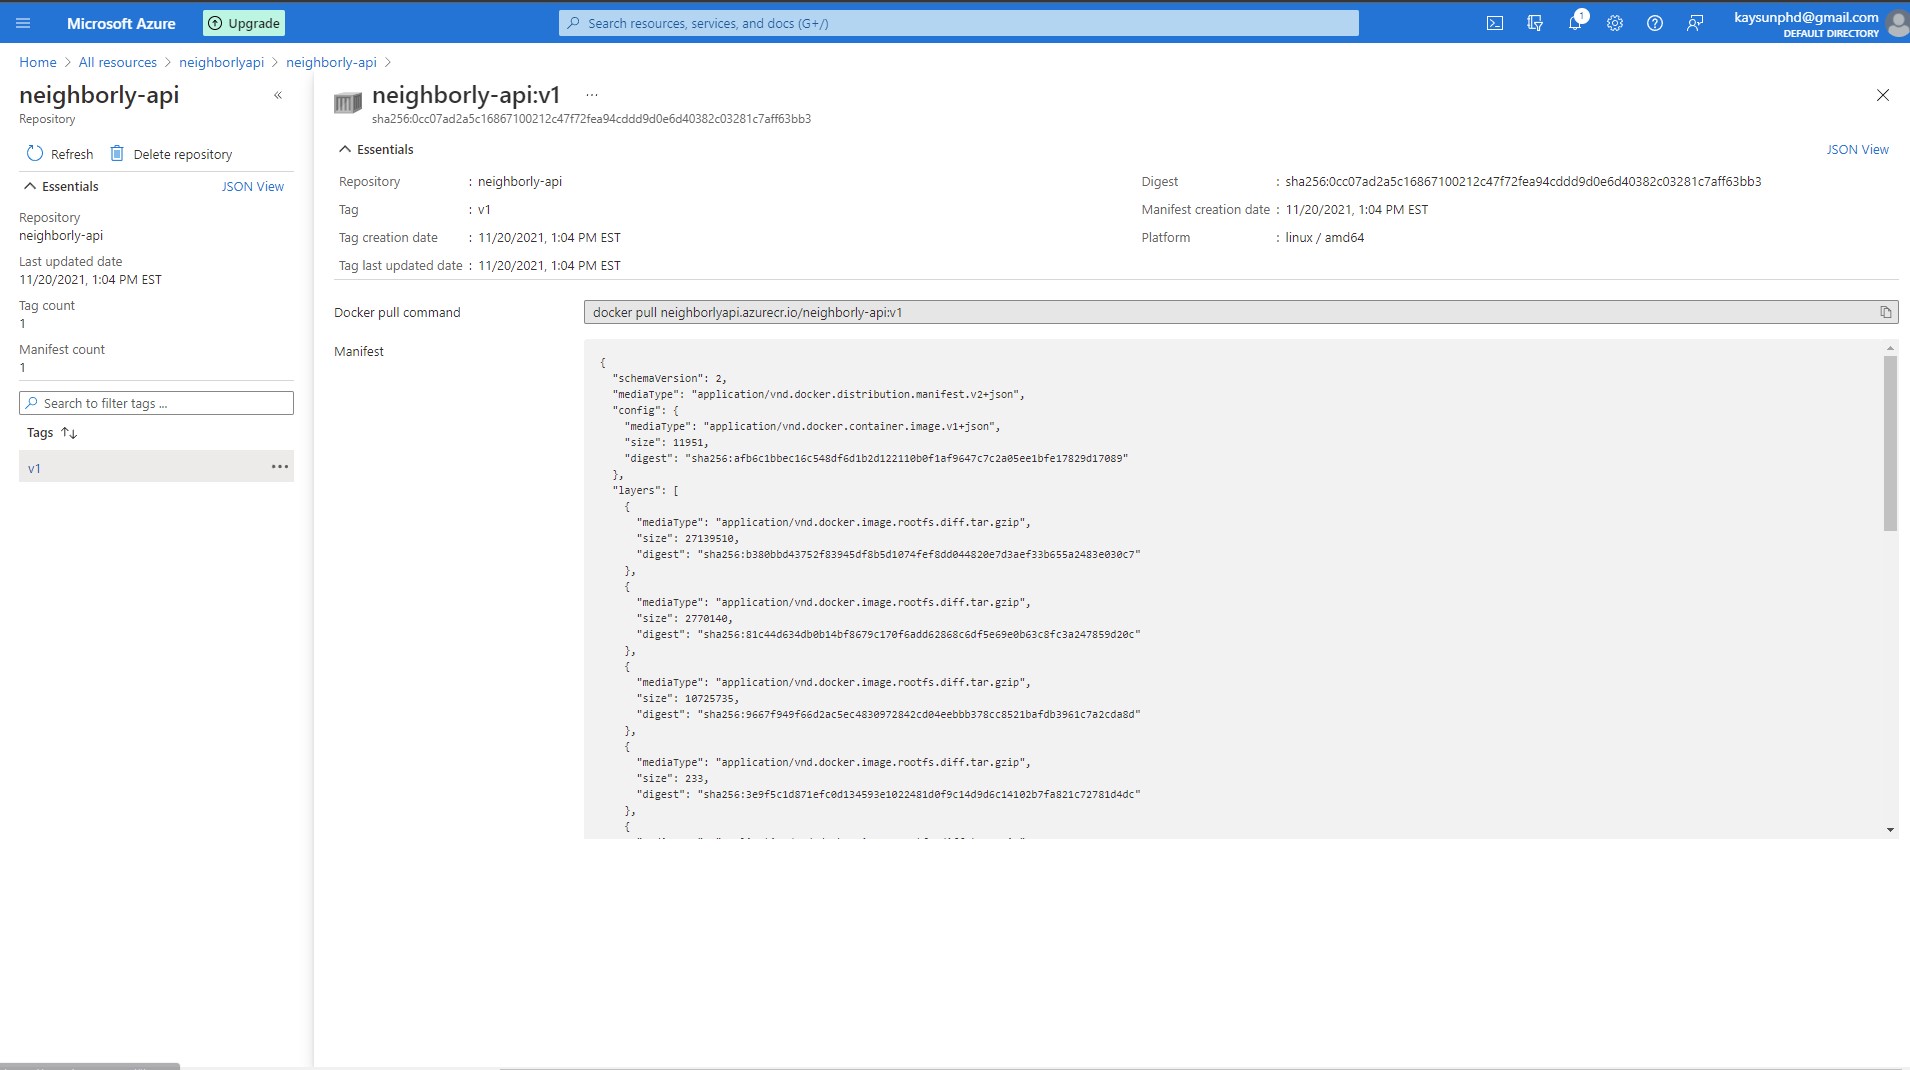 Microsoft Azure
Upgrade
Search resources, services, and docs (G+/)
1
kaysunphd@gmail.com
DEFAULT DIRECTORY
Home > All resources > neighborlyapi > neighborly-api >
neighborly-api
«
Repository
Refresh
Delete repository
Essentials
JSON View
Repository
neighborly-api
Last updated date
11/20/2021, 1:04 PM EST
Tag count
1
Manifest count
1
Search to filter tags ...
Tags ↑↓
v1 ...
neighborly-api:v1 ...
sha256:0cc07ad2a5c16867100212c47f72fea94cddd9d0e6d40382c03281c7aff63bb3
Essentials
JSON View
Repository : neighborly-api
Tag : v1
Tag creation date : 11/20/2021, 1:04 PM EST
Tag last updated date : 11/20/2021, 1:04 PM EST
Digest : sha256:0cc07ad2a5c16867100212c47f72fea94cddd9d0e6d40382c03281c7aff63bb3
Manifest creation date : 11/20/2021, 1:04 PM EST
Platform : linux / amd64
Docker pull command
docker pull neighborlyapi.azurecr.io/neighborly-api:v1
Manifest
{
"schemaVersion": 2,
"mediaType": "application/vnd.docker.distribution.manifest.v2+json",
"config": {
"mediaType": "application/vnd.docker.container.image.v1+json",
"size": 11951,
"digest": "sha256:afb6c1bbec16c548df6d1b2d122110b0f1af9647c7c2a05ee1bfe17829d17089"
},
"layers": [
{
"mediaType": "application/vnd.docker.image.rootfs.diff.tar.gzip",
"size": 27139510,
"digest": "sha256:b380bbd43752f83945df8b5d1074fef8dd044820e7d3aef33b655a2483e030c7"
},
{
"mediaType": "application/vnd.docker.image.rootfs.diff.tar.gzip",
"size": 2770140,
"digest": "sha256:81c44d634db0b14bf8679c170f6add62868c6df5e69e0b63c8fc3a247859d20c"
},
{
"mediaType": "application/vnd.docker.image.rootfs.diff.tar.gzip",
"size": 10725735,
"digest": "sha256:9667f949f66d2ac5ec4830972842cd04eebbb378cc8521bafdb3961c7a2cda8d"
},
{
"mediaType": "application/vnd.docker.image.rootfs.diff.tar.gzip",
"size": 233,
"digest": "sha256:3e9f5c1d871efc0d134593e1022481d0f9c14d9d6c14102b7fa821c72781d4dc"
},
{